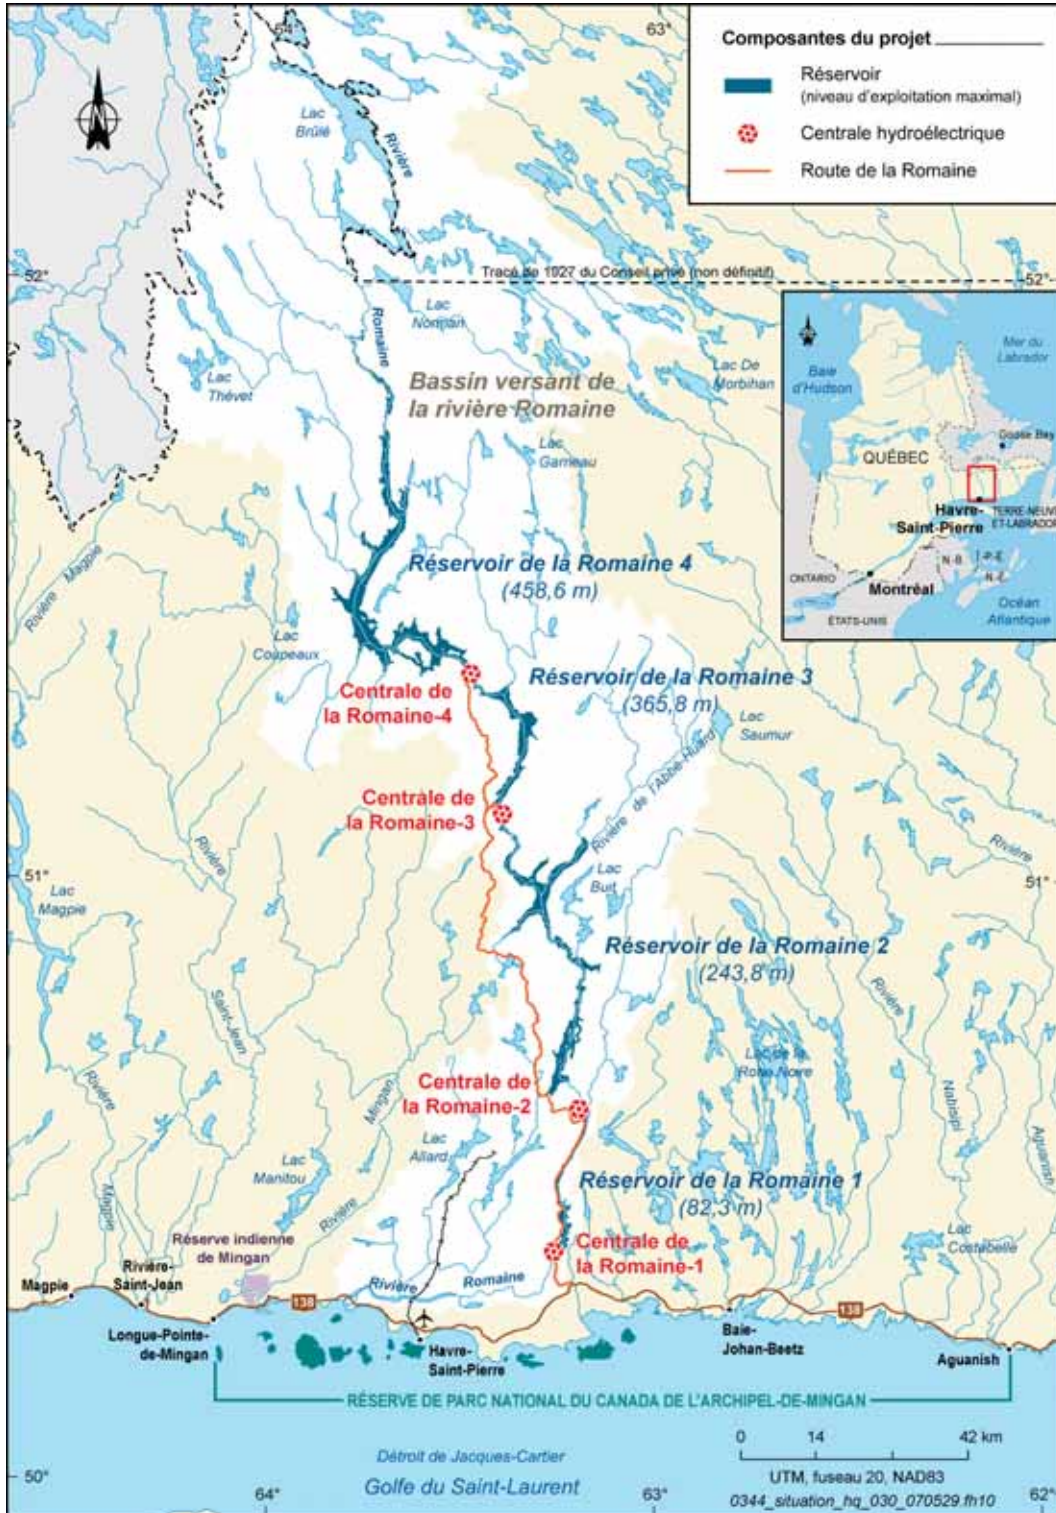 64°
63°
Composantes du projet
Réservoir
(niveau d'exploitation maximal)
Centrale hydroélectrique
Route de la Romaine
Lac
Brûlé
Rivière
52°
Tracé de 1927 du Conseil privé (non définitif)
52°
Romaine
Lac
Norman
Lac
Thévet
Bassin versant de
la rivière Romaine
Lac De
Morbihan
Lac
Garneau
Mer du
Labrador
Baie
d'Hudson
Goose Bay
QUÉBEC
Havre-
Saint-Pierre
TERRE-NEUVE
ET-LABRADOR
N.-B.
Î.-P.-É.
N.-É.
ONTARIO
Montréal
ÉTATS-UNIS
Océan
Atlantique
Rivière Magpie
Réservoir de la Romaine 4
(458,6 m)
Lac
Coupeaux
Centrale de
la Romaine-4
Réservoir de la Romaine 3
(365,8 m)
Lac
Saumur
Rivière de l'Abbé-Huard
Centrale de
la Romaine-3
Rivière
Rivière
51°
51°
Lac
Magpie
Lac
Buit
Réservoir de la Romaine 2
(243,8 m)
Saint-Jean
Rivière
Lac de la
Robe Noire
Rivière
Mingan
Centrale de
la Romaine-2
Nabisipi
Aguanish
Lac
Allard
Lac
Manitou
Réservoir de la Romaine 1
(82,3 m)
Magpie
Rivière
Réserve indienne
de Mingan
Lac
Costebelle
Centrale de
la Romaine-1
Rivière-
Saint-Jean
Magpie
Rivière Romaine
138
138
Longue-Pointe-
de-Mingan
Havre-
Saint-Pierre
Baie-
Johan-Beetz
Aguanish
RÉSERVE DE PARC NATIONAL DU CANADA DE L'ARCHIPEL-DE-MINGAN
0 14 42 km
Détroit de Jacques-Cartier
Golfe du Saint-Laurent
50°
UTM, fuseau 20, NAD83
0344_situation_hq_030_070529.fh10
64°
63°
62°